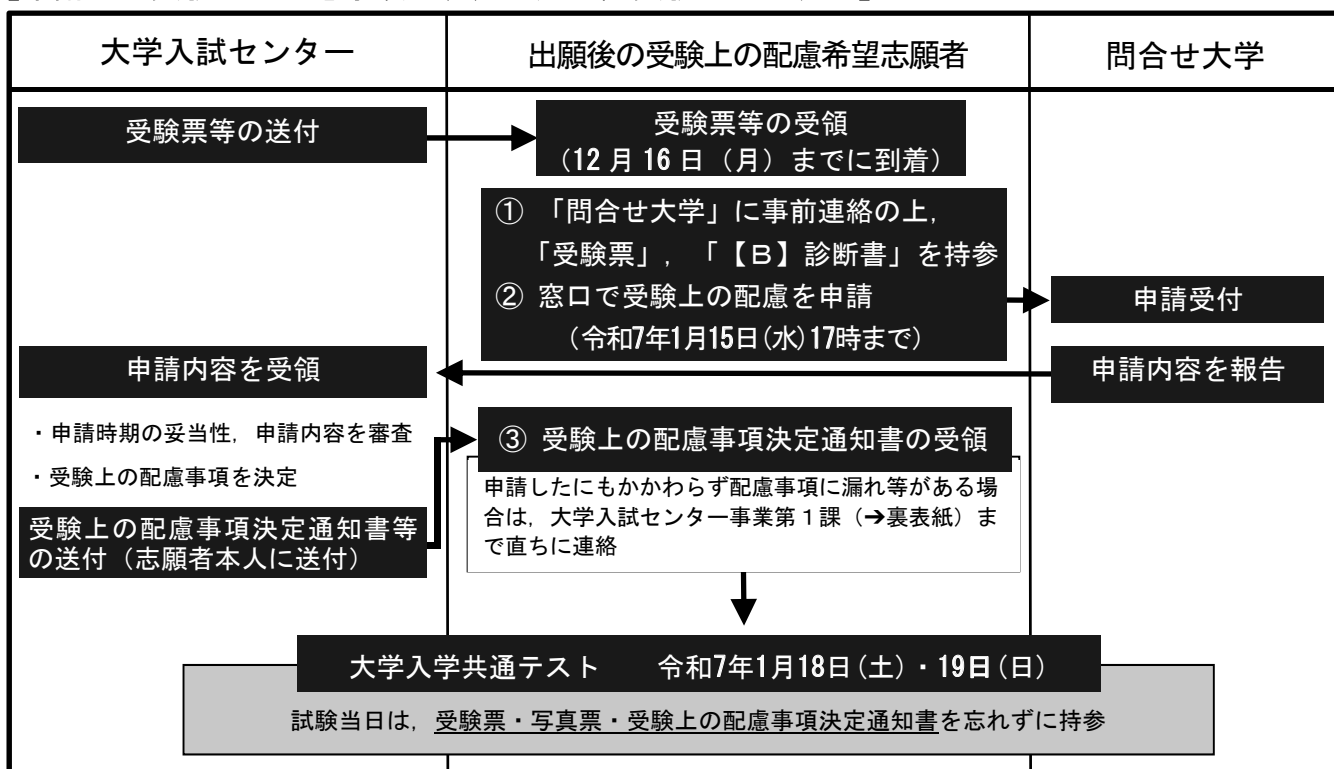 大学入試センター
出願後の受験上の配慮希望志願者
問合せ大学
受験票等の送付
受験票等の受領
（12月16日（月）までに到着）
① 「問合せ大学」に事前連絡の上，
「受験票」，「【Ｂ】診断書」を持参
② 窓口で受験上の配慮を申請
（令和7年1月15日(水)17時まで）
申請受付
申請内容を報告
申請内容を受領
・申請時期の妥当性，申請内容を審査
・受験上の配慮事項を決定
受験上の配慮事項決定通知書等
の送付（志願者本人に送付）
③ 受験上の配慮事項決定通知書の受領
申請したにもかかわらず配慮事項に漏れ等がある場
合は，大学入試センター事業第１課（➔裏表紙）ま
で直ちに連絡
大学入学共通テスト　令和7年1月18日(土)・19日(日)
試験当日は，受験票・写真票・受験上の配慮事項決定通知書を忘れずに持参